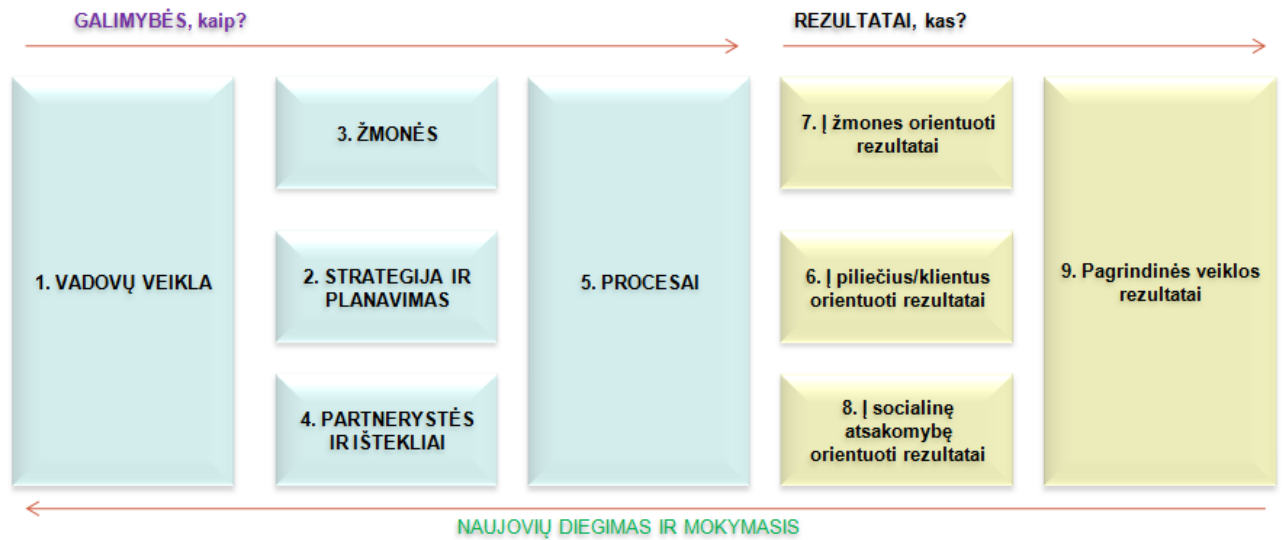 GALIMYBĖS, kaip?
REZULTATAI, kas?
1. VADOVŲ VEIKLA
3. ŽMONĖS
2. STRATEGIJA IR
PLANAVIMAS
4. PARTNERYSTĖS
IR IŠTEKLIAI
5. PROCESAI
7. Į žmones orientuoti
rezultatai
6. Į piliečius/klientus
orientuoti rezultatai
8. Į socialinę
atsakomybę
orientuoti rezultatai
9. Pagrindinės veiklos
rezultatai
NAUJOVIŲ DIEGIMAS IR MOKYMASIS